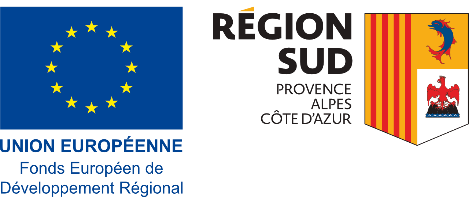 UNION EUROPÉENNE
Fonds Européen de
Développement Régional
RÉGION
SUD
PROVENCE
ALPES
CÔTE D'AZUR